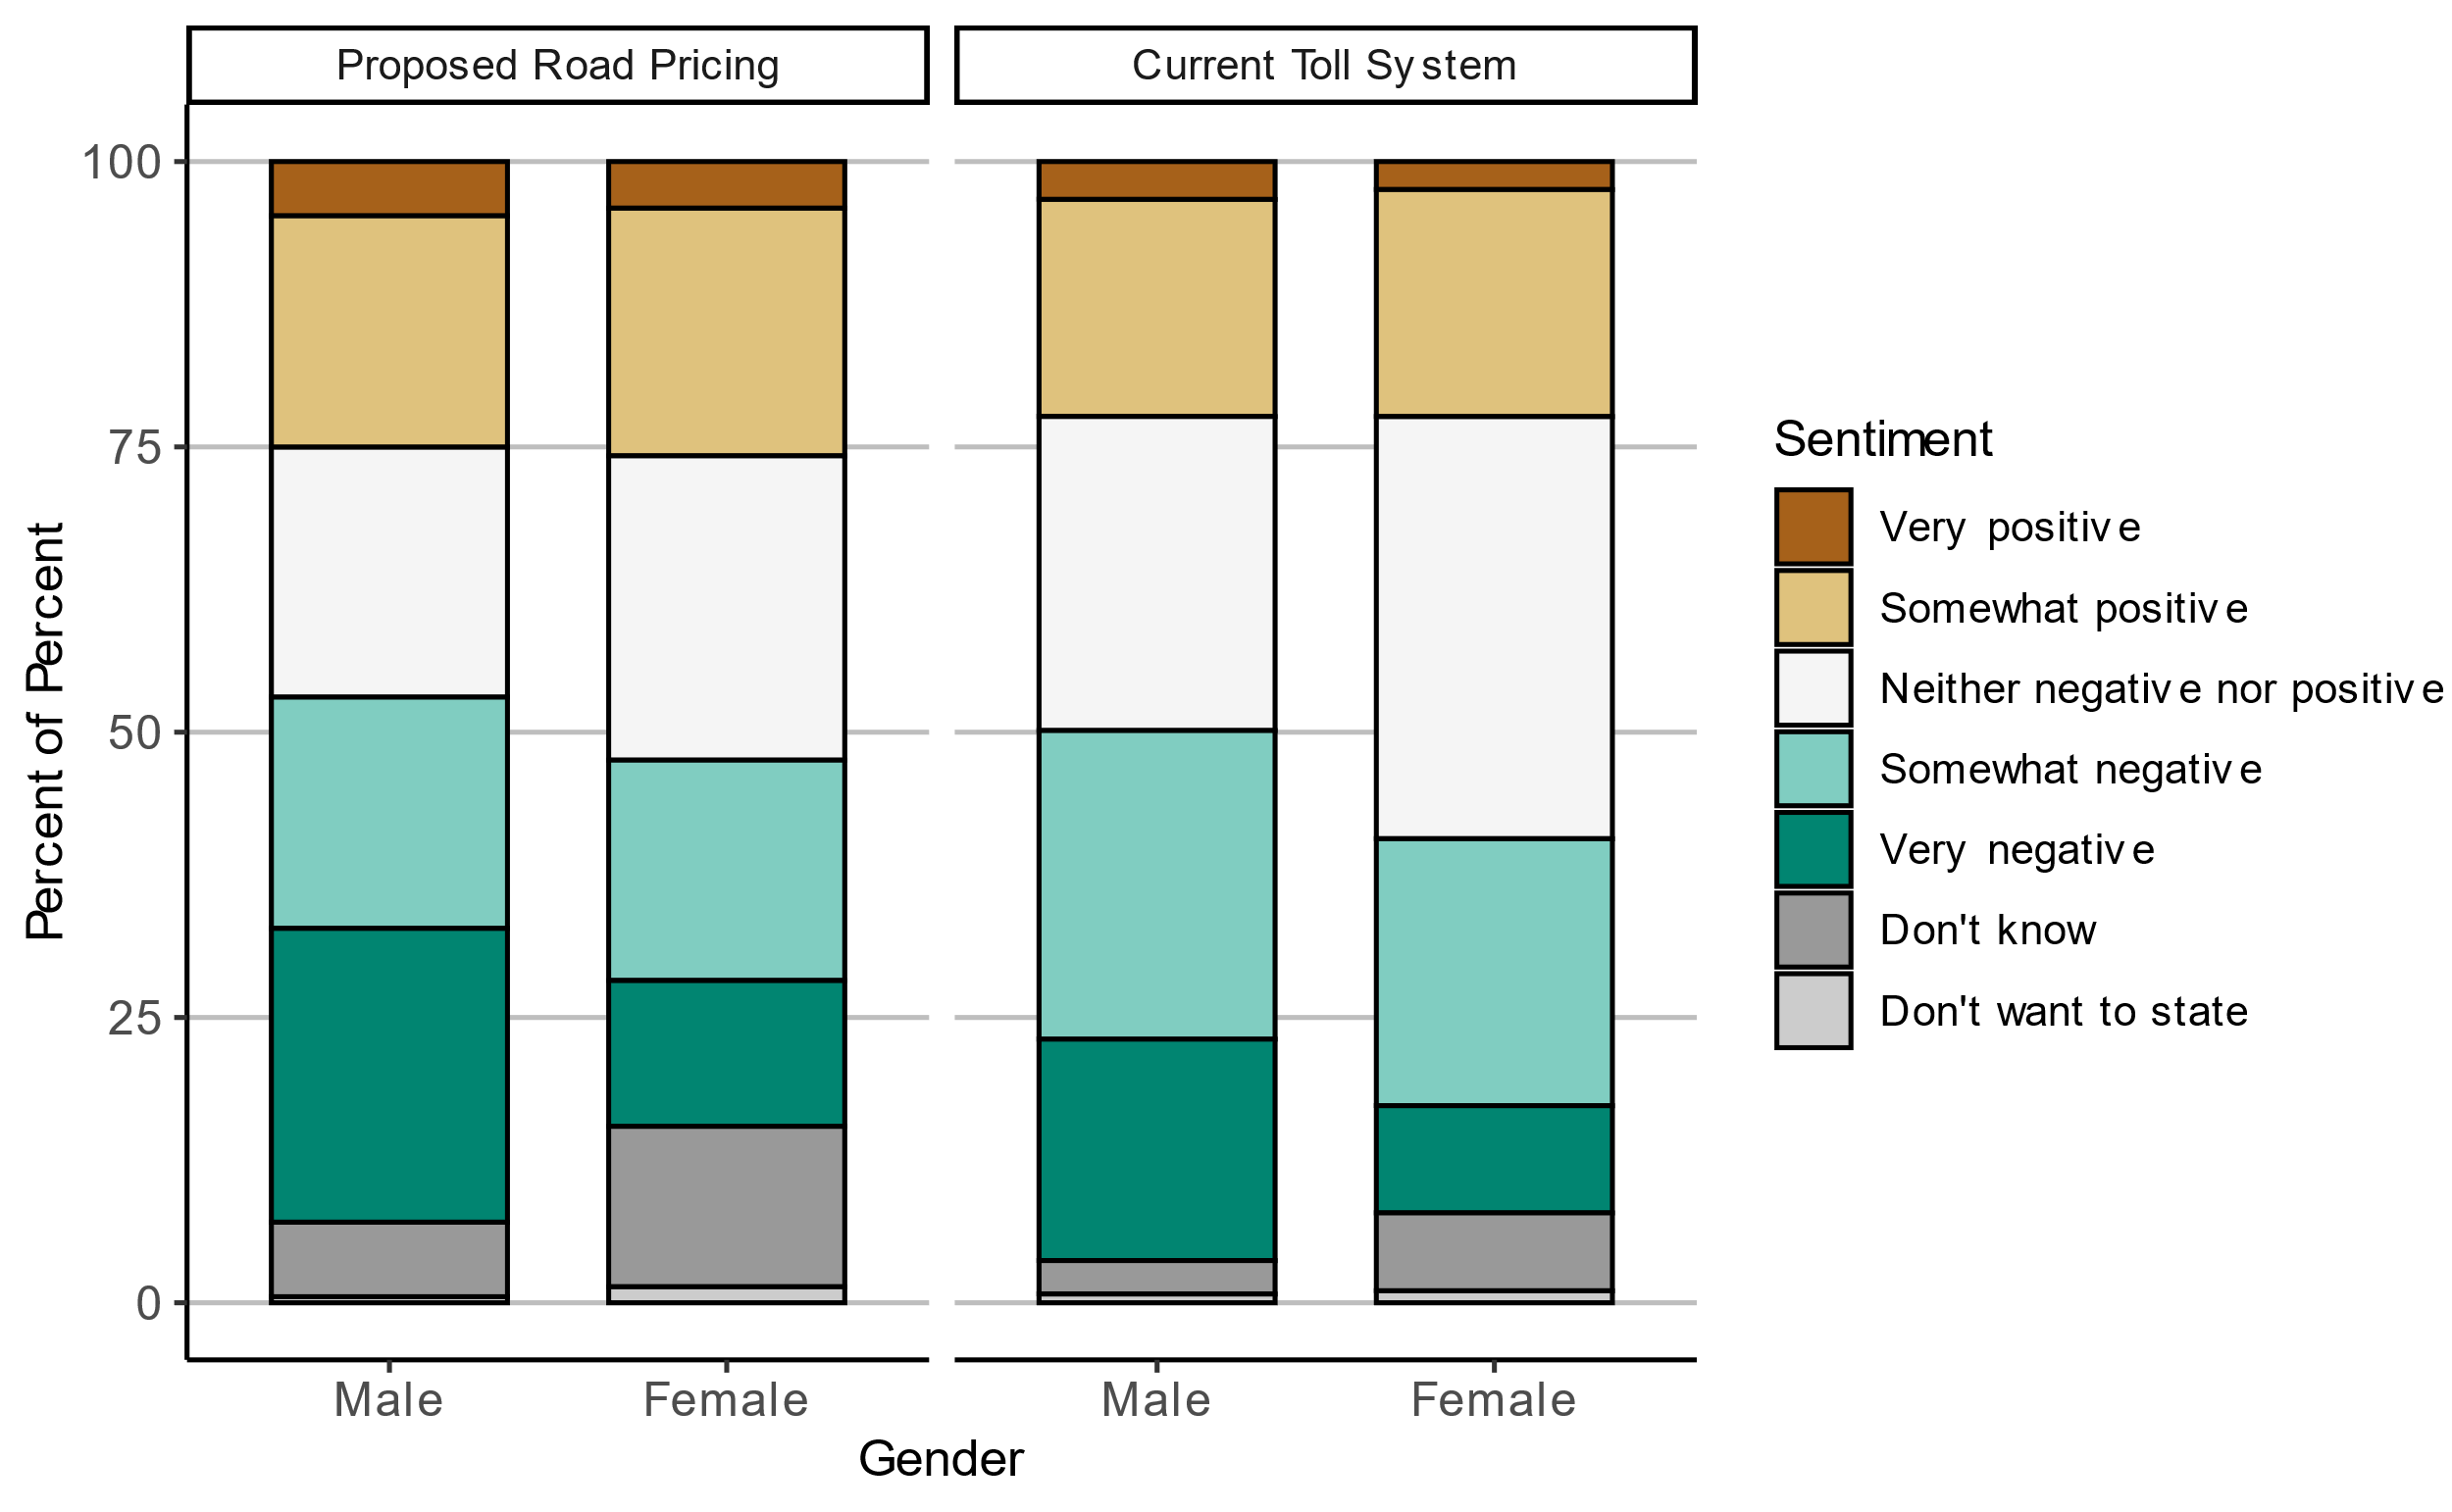 Proposed Road Pricing
Current Toll System
Percent of Percent
100
75
50
25
0
Male
Female
Male
Female
Gender
Sentiment
Very positive
Somewhat positive
Neither negative nor positive
Somewhat negative
Very negative
Don't know
Don't want to state